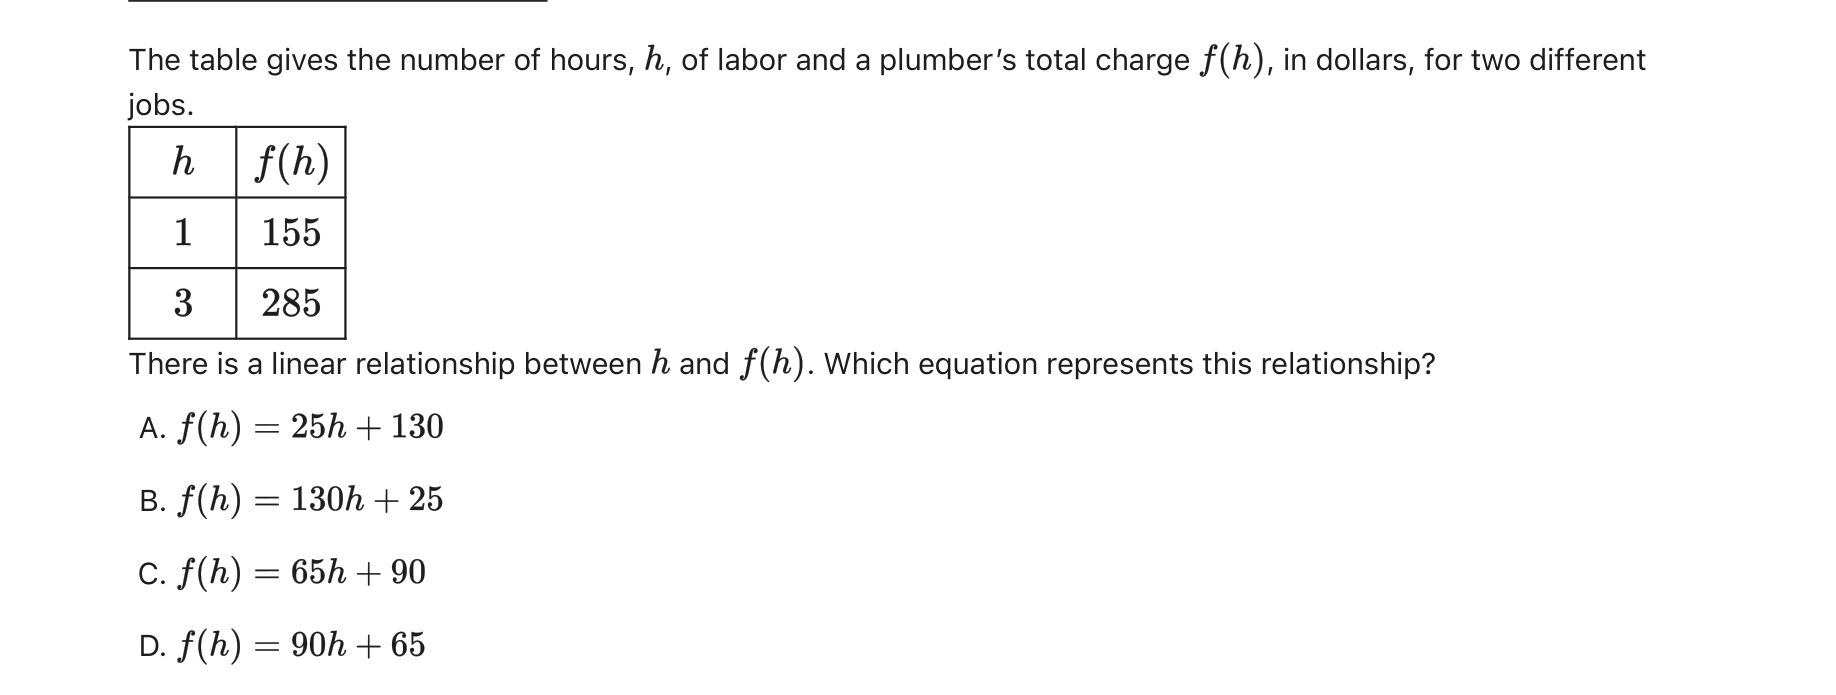 The table gives the number of hours, h, of labor and a plumber’s total charge f(h), in dollars, for two different
jobs.
h f(h)
1 155
3 285
There is a linear relationship between h and f(h). Which equation represents this relationship?
A. f(h) = 25h + 130
B. f(h) = 130h + 25
C. f(h) = 65h + 90
D. f(h) = 90h + 65